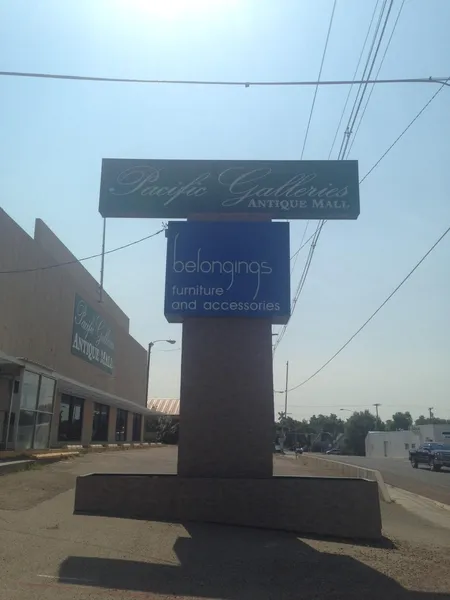 Pacific Galleries
ANTIQUE MALL
belongings
furniture
and accessories
Pacific Galleries
ANTIQUE MALL